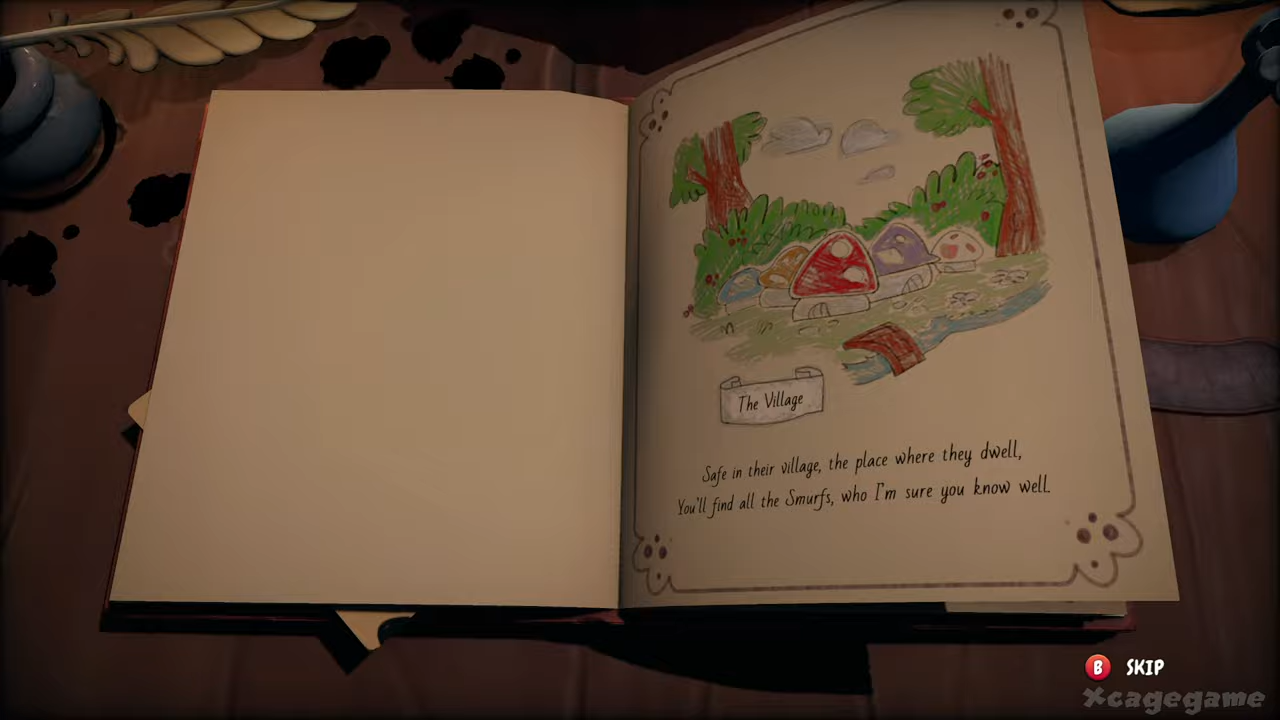 The Village
Safe in their village, the place where they dwell,
You'll find all the Smurfs, who I'm sure you know well.
B SKIP
Xcagegame